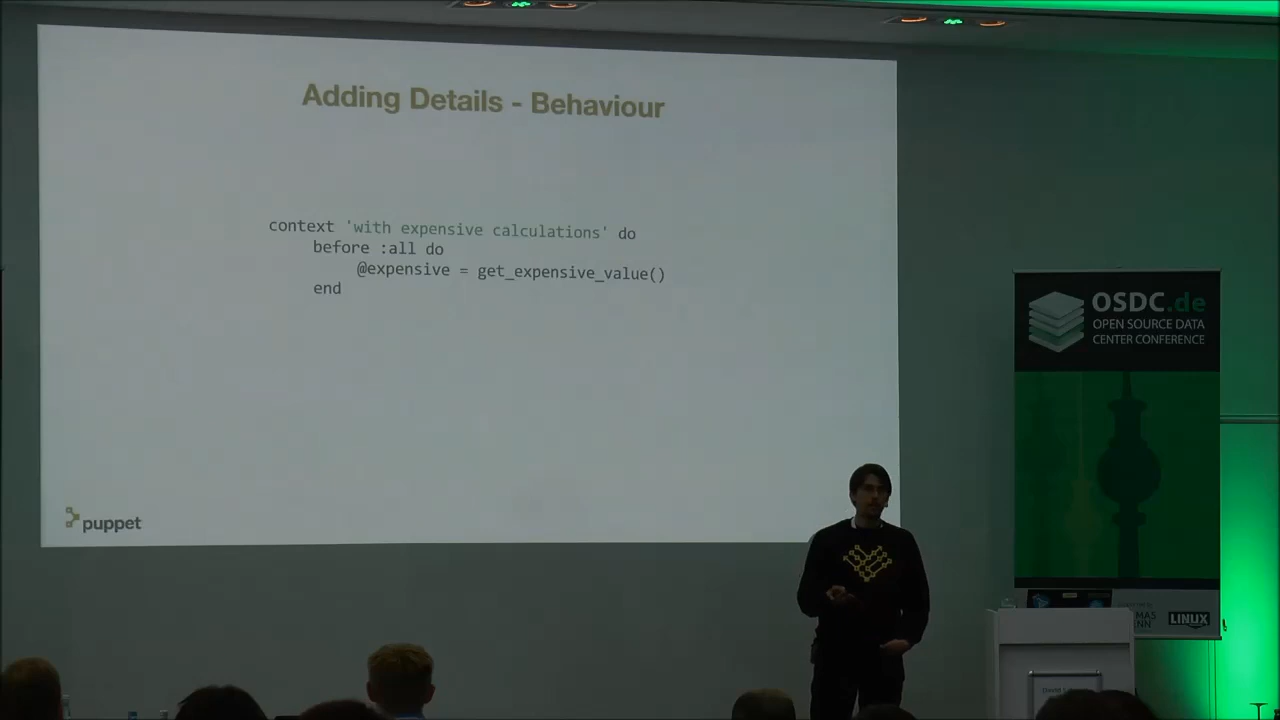 Adding Details - Behaviour
context 'with expensive calculations' do
before :all do
@expensive = get_expensive_value()
end
puppet
OSDC.de
OPEN SOURCE DATA
CENTER CONFERENCE
LINUX
David